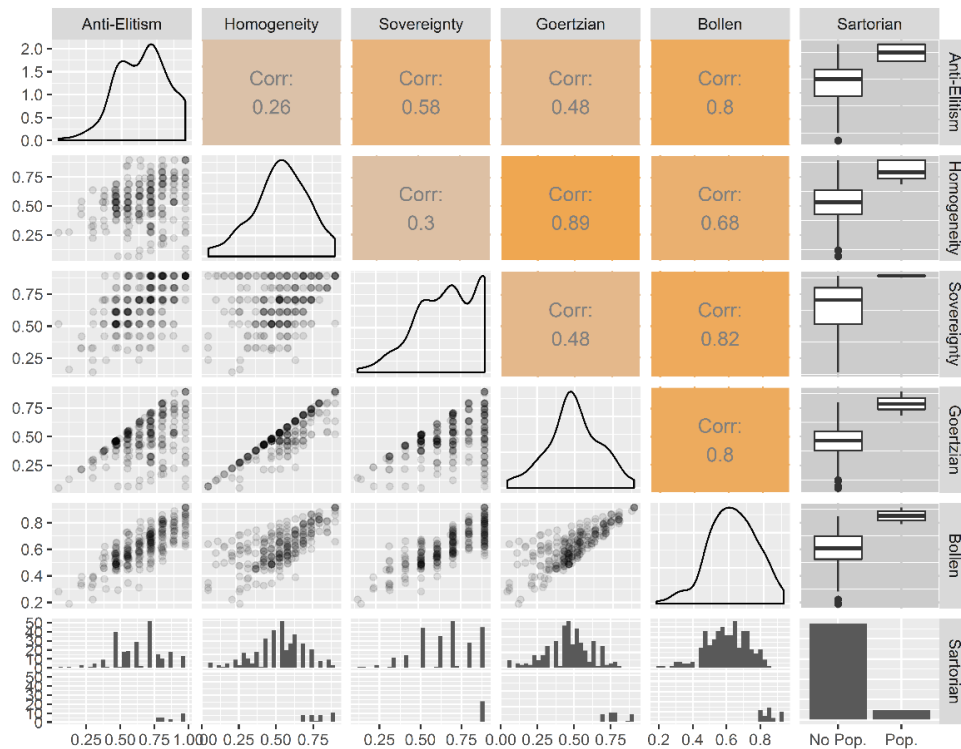 Anti-Elitism Homogeneity Sovereignty Goertzian Bollen Sartorian
2.0
1.5
1.0
0.5
0.0
Corr:
0.26
Corr:
0.58
Corr:
0.48
Corr:
0.8
Anti-Elitism
0.75
0.50
0.25
Corr:
0.3
Corr:
0.89
Corr:
0.68
Homogeneity
0.75
0.50
0.25
Corr:
0.48
Corr:
0.82
Sovereignty
0.75
0.50
0.25
Corr:
0.8
Goertzian
0.8
0.6
0.4
0.2
Bollen
50
40
30
20
10
0
50
40
30
20
10
0
Sartorian
0.25 0.50 0.75 1.00
0.00 0.25 0.50 0.75
0.25 0.50 0.75
0.00 0.25 0.50 0.75
0.2 0.4 0.6 0.8
No Pop. Pop.